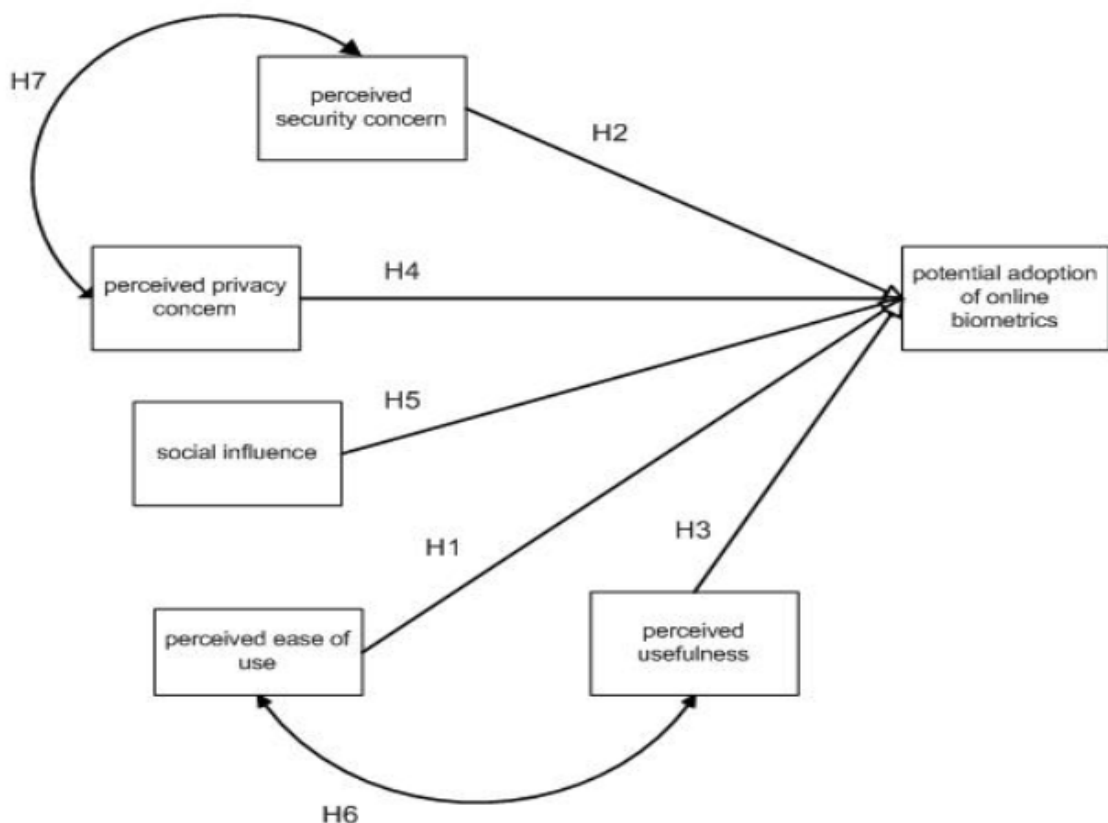 H7
perceived
security concern
H2
perceived privacy
concern
H4
potential adoption
of online
biometrics
social influence
H5
H1
H3
perceived ease of
use
perceived
usefulness
H6